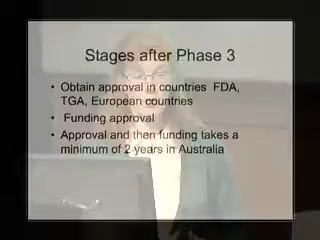 Stages after Phase 3
• Obtain approval in countries FDA,
TGA, European countries
• Funding approval
• Approval and then funding takes a
minimum of 2 years in Australia